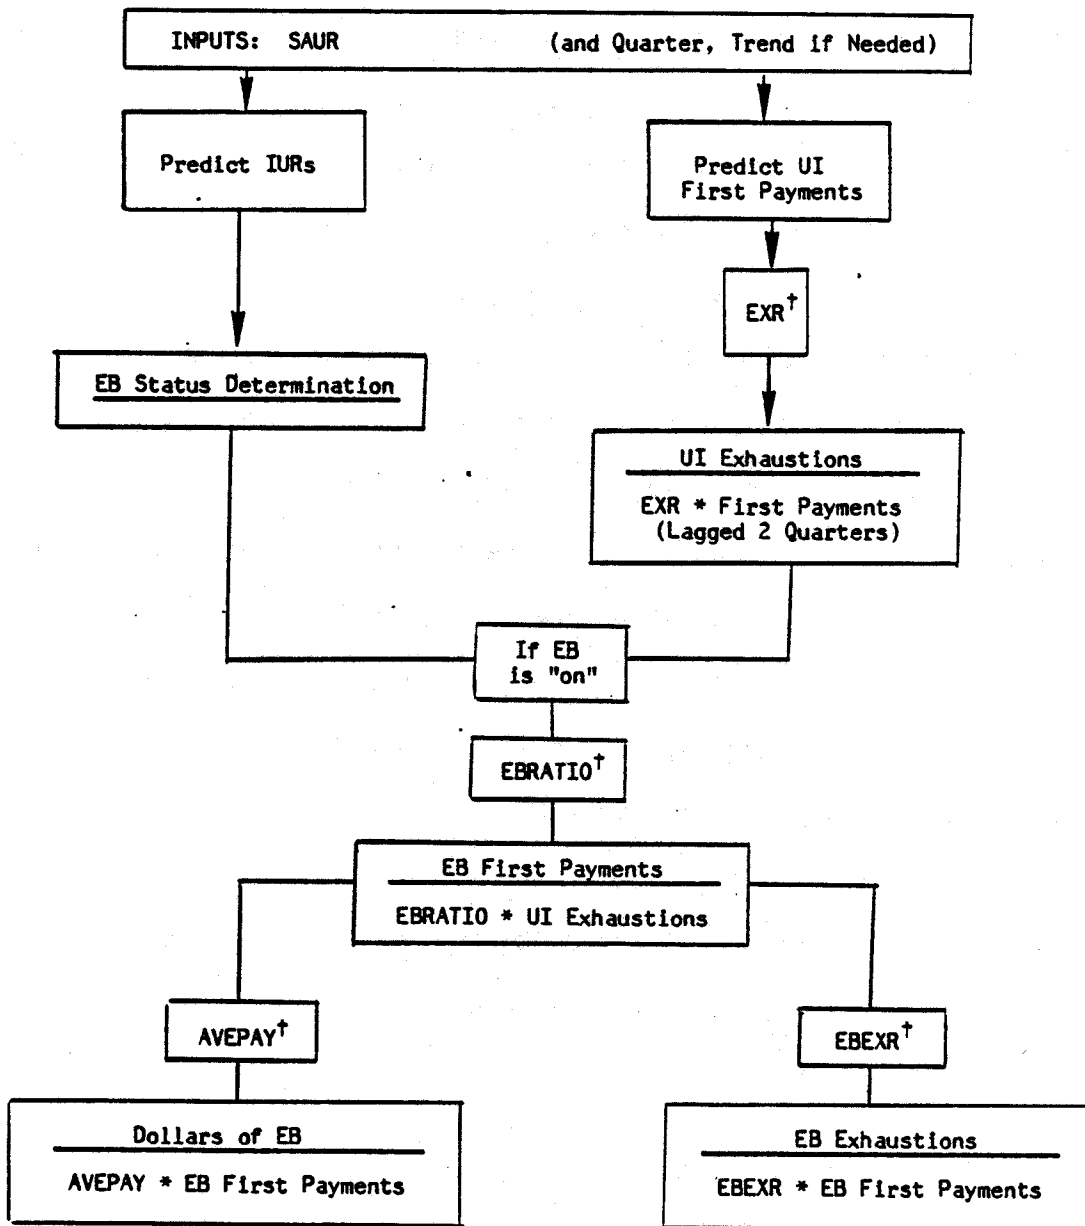 INPUTS: SAUR (and Quarter, Trend if Needed)
Predict IURs
Predict UI
First Payments
EXR†
EB Status Determination
UI Exhaustions
EXR * First Payments
(Lagged 2 Quarters)
If EB
is "on"
EBRATIO†
EB First Payments
EBRATIO * UI Exhaustions
AVEPAY†
EBEXR†
Dollars of EB
AVEPAY * EB First Payments
EB Exhaustions
EBEXR * EB First Payments